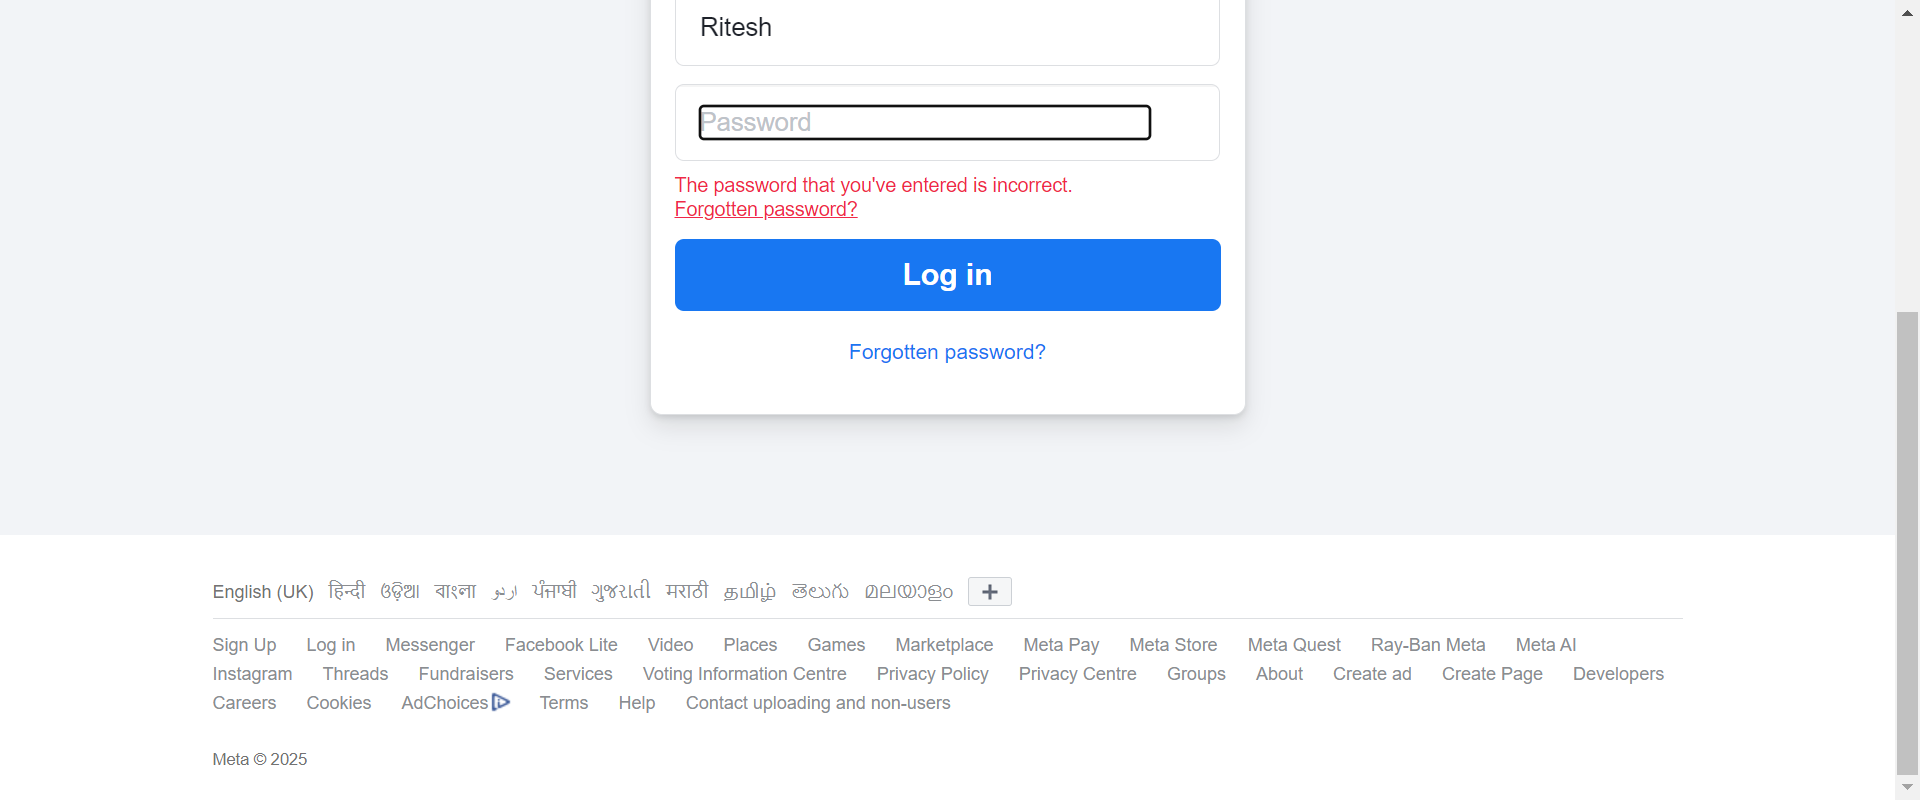 Ritesh
Password
The password that you've entered is incorrect.
Forgotten password?
Log in
Forgotten password?
English (UK) हिन्दी ଓଡ଼ିଆ বাংলা اردو ਪੰਜਾਬੀ ગુજરાતી मराठी தமிழ் తెలుగు മലയാളം
Sign Up Log in Messenger Facebook Lite Video Places Games Marketplace Meta Pay Meta Store Meta Quest Ray-Ban Meta Meta AI
Instagram Threads Fundraisers Services Voting Information Centre Privacy Policy Privacy Centre Groups About Create ad Create Page Developers
Careers Cookies AdChoices Terms Help Contact uploading and non-users
Meta © 2025